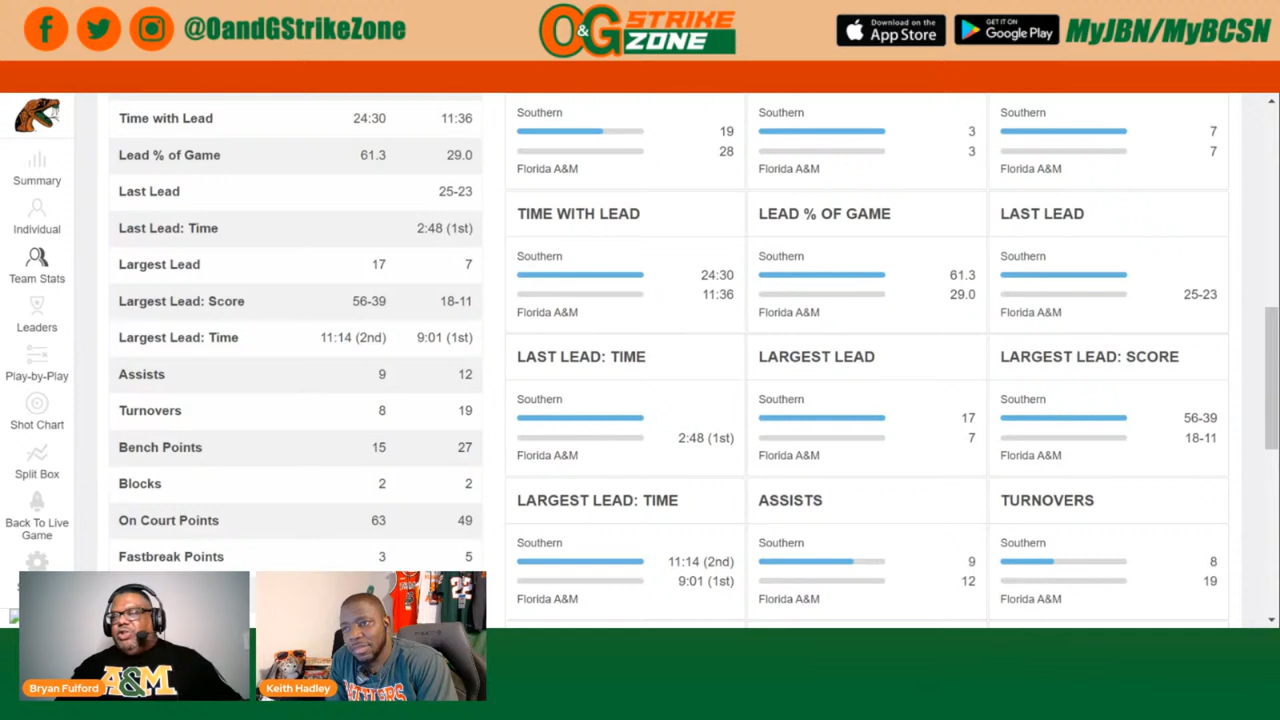 @OandGStrikeZone
O&G STRIKE ZONE
Download on the App Store
GET IT ON Google Play
MyJBN/MyBCSN
Summary
Individual
Team Stats
Leaders
Play-by-Play
Shot Chart
Split Box
Back To Live
Game
Time with Lead 24:30 11:36
Lead % of Game 61.3 29.0
Last Lead 25-23
Last Lead: Time 2:48 (1st)
Largest Lead 17 7
Largest Lead: Score 56-39 18-11
Largest Lead: Time 11:14 (2nd) 9:01 (1st)
Assists 9 12
Turnovers 8 19
Bench Points 15 27
Blocks 2 2
On Court Points 63 49
Fastbreak Points 3 5
Southern Southern Southern
19 3 7
28 3 7
Florida A&M Florida A&M Florida A&M
TIME WITH LEAD LEAD % OF GAME LAST LEAD
Southern Southern Southern
24:30 61.3
11:36 29.0 25-23
Florida A&M Florida A&M Florida A&M
LAST LEAD: TIME LARGEST LEAD LARGEST LEAD: SCORE
Southern Southern Southern
17 56-39
2:48 (1st) 7 18-11
Florida A&M Florida A&M Florida A&M
LARGEST LEAD: TIME ASSISTS TURNOVERS
Southern Southern Southern
11:14 (2nd) 9 8
9:01 (1st) 12 19
Florida A&M Florida A&M Florida A&M
A&M
Bryan Fulford
RATTLERS
22
Keith Hadley